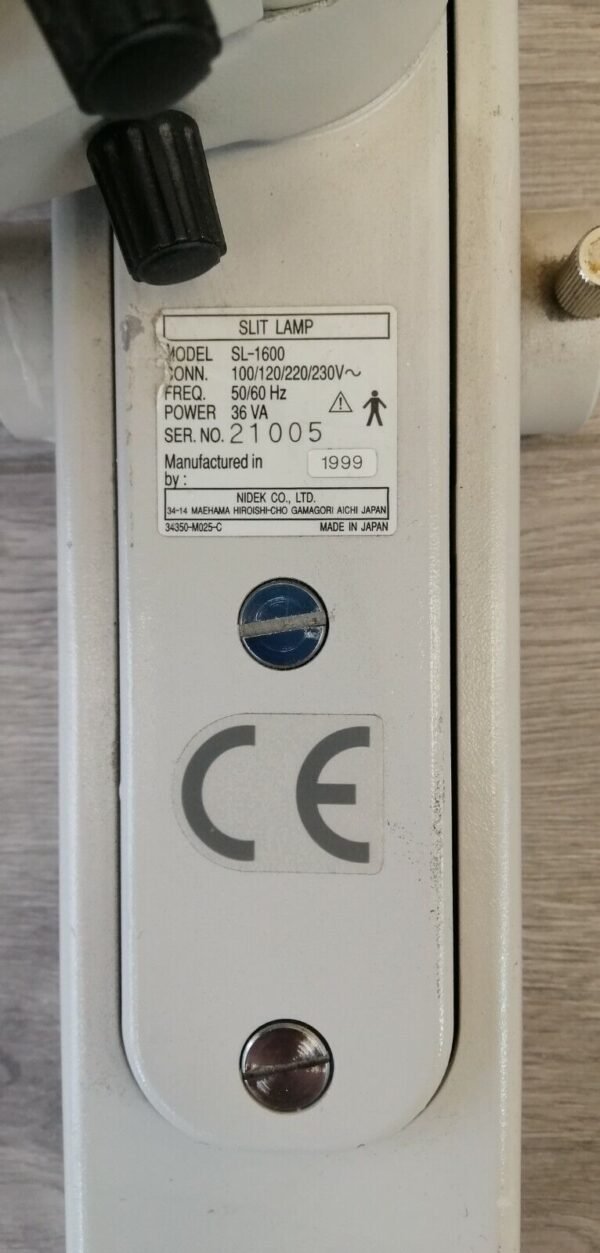 SLIT LAMP
MODEL SL-1600
CONN. 100/120/220/230V~
FREQ. 50/60 Hz
POWER 36 VA
SER. NO. 21005
Manufactured in 1999
by :
NIDEK CO., LTD.
34-14 MAEHAMA HIROISHI-CHO GAMAGORI AICHI JAPAN
34350-M025-C MADE IN JAPAN
CE